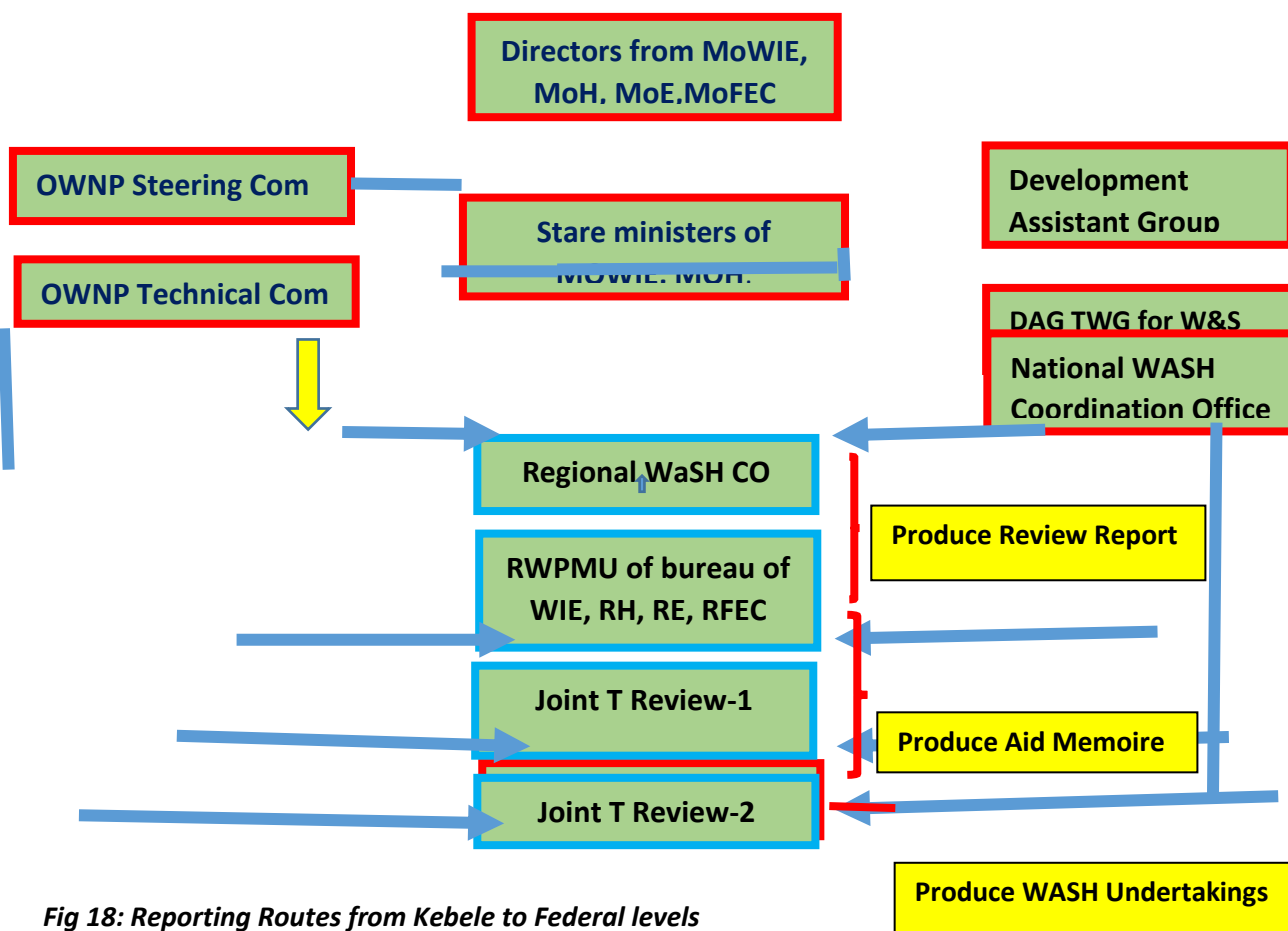 Directors from MoWIE,
MoH, MoE,MoFEC
OWNP Steering Com
Development
Assistant Group
Stare ministers of
MOWIE, MOH,
OWNP Technical Com
DAG TWG for W&S
National WASH
Coordination Office
Regional WaSH CO
Produce Review Report
RWPMU of bureau of
WIE, RH, RE, RFEC
Joint T Review-1
Produce Aid Memoire
Joint T Review-2
Produce WASH Undertakings
Fig 18: Reporting Routes from Kebele to Federal levels